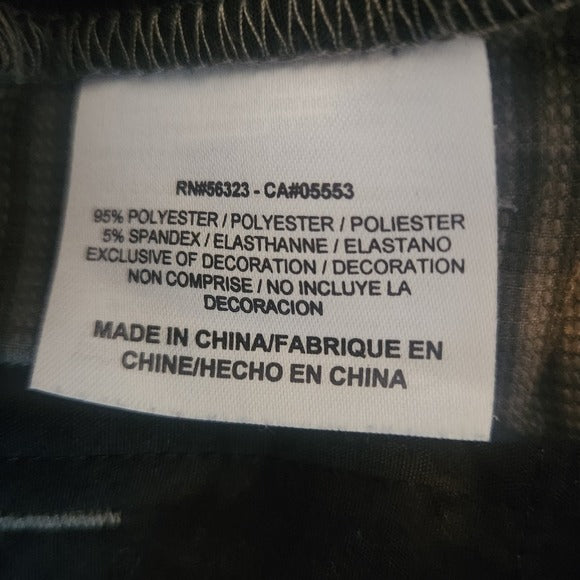 RN#56323 - CA#05553
95% POLYESTER / POLYESTER / POLIESTER
5% SPANDEX / ELASTHANNE / ELASTANO
EXCLUSIVE OF DECORATION / DECORATION
NON COMPRISE / NO INCLUYE LA
DECORACION
MADE IN CHINA/FABRIQUE EN
CHINE/HECHO EN CHINA